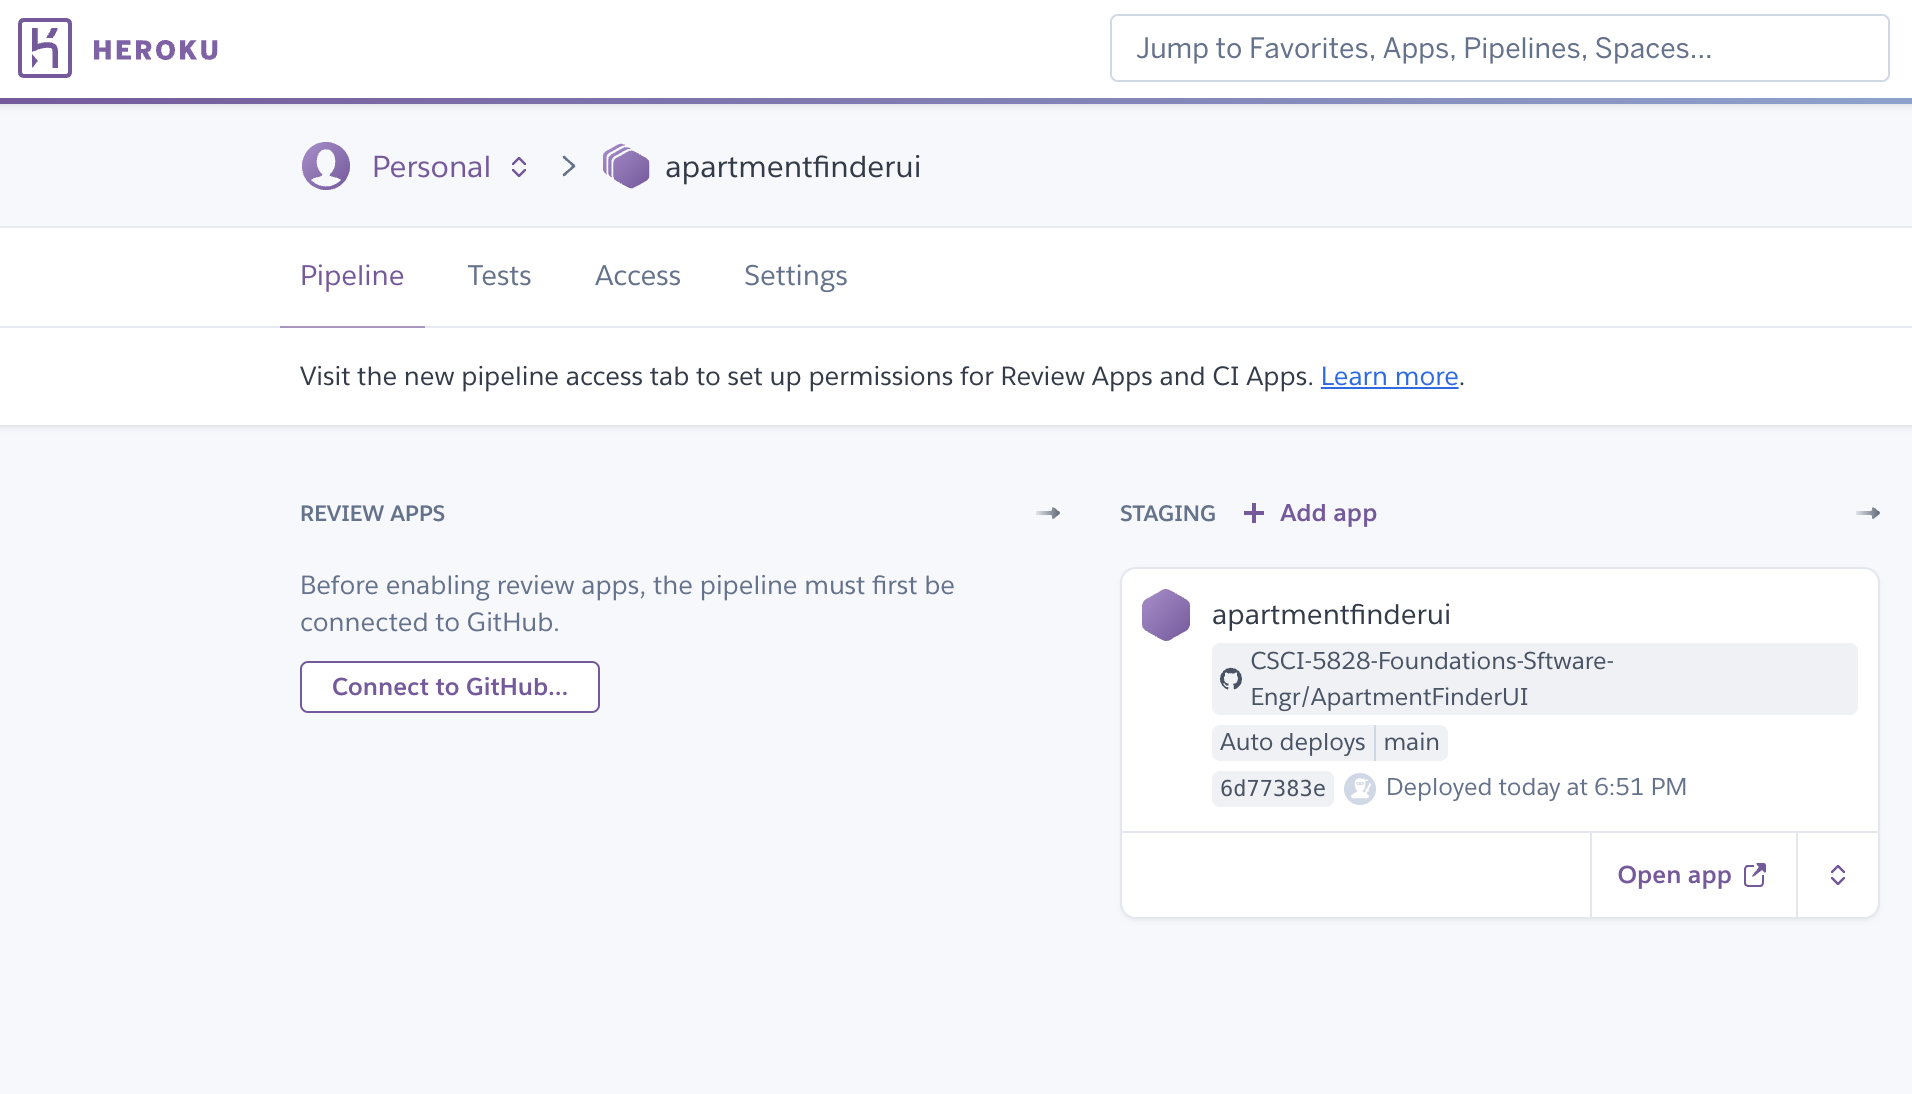 HEROKU
Jump to Favorites, Apps, Pipelines, Spaces...
Personal
apartmentfinderui
Pipeline Tests Access Settings
Visit the new pipeline access tab to set up permissions for Review Apps and CI Apps. Learn more.
REVIEW APPS
Before enabling review apps, the pipeline must first be
connected to GitHub.
Connect to GitHub...
STAGING + Add app
apartmentfinderui
CSCI-5828-Foundations-Sftware-
Engr/ApartmentFinderUI
Auto deploys main
6d77383e Deployed today at 6:51 PM
Open app